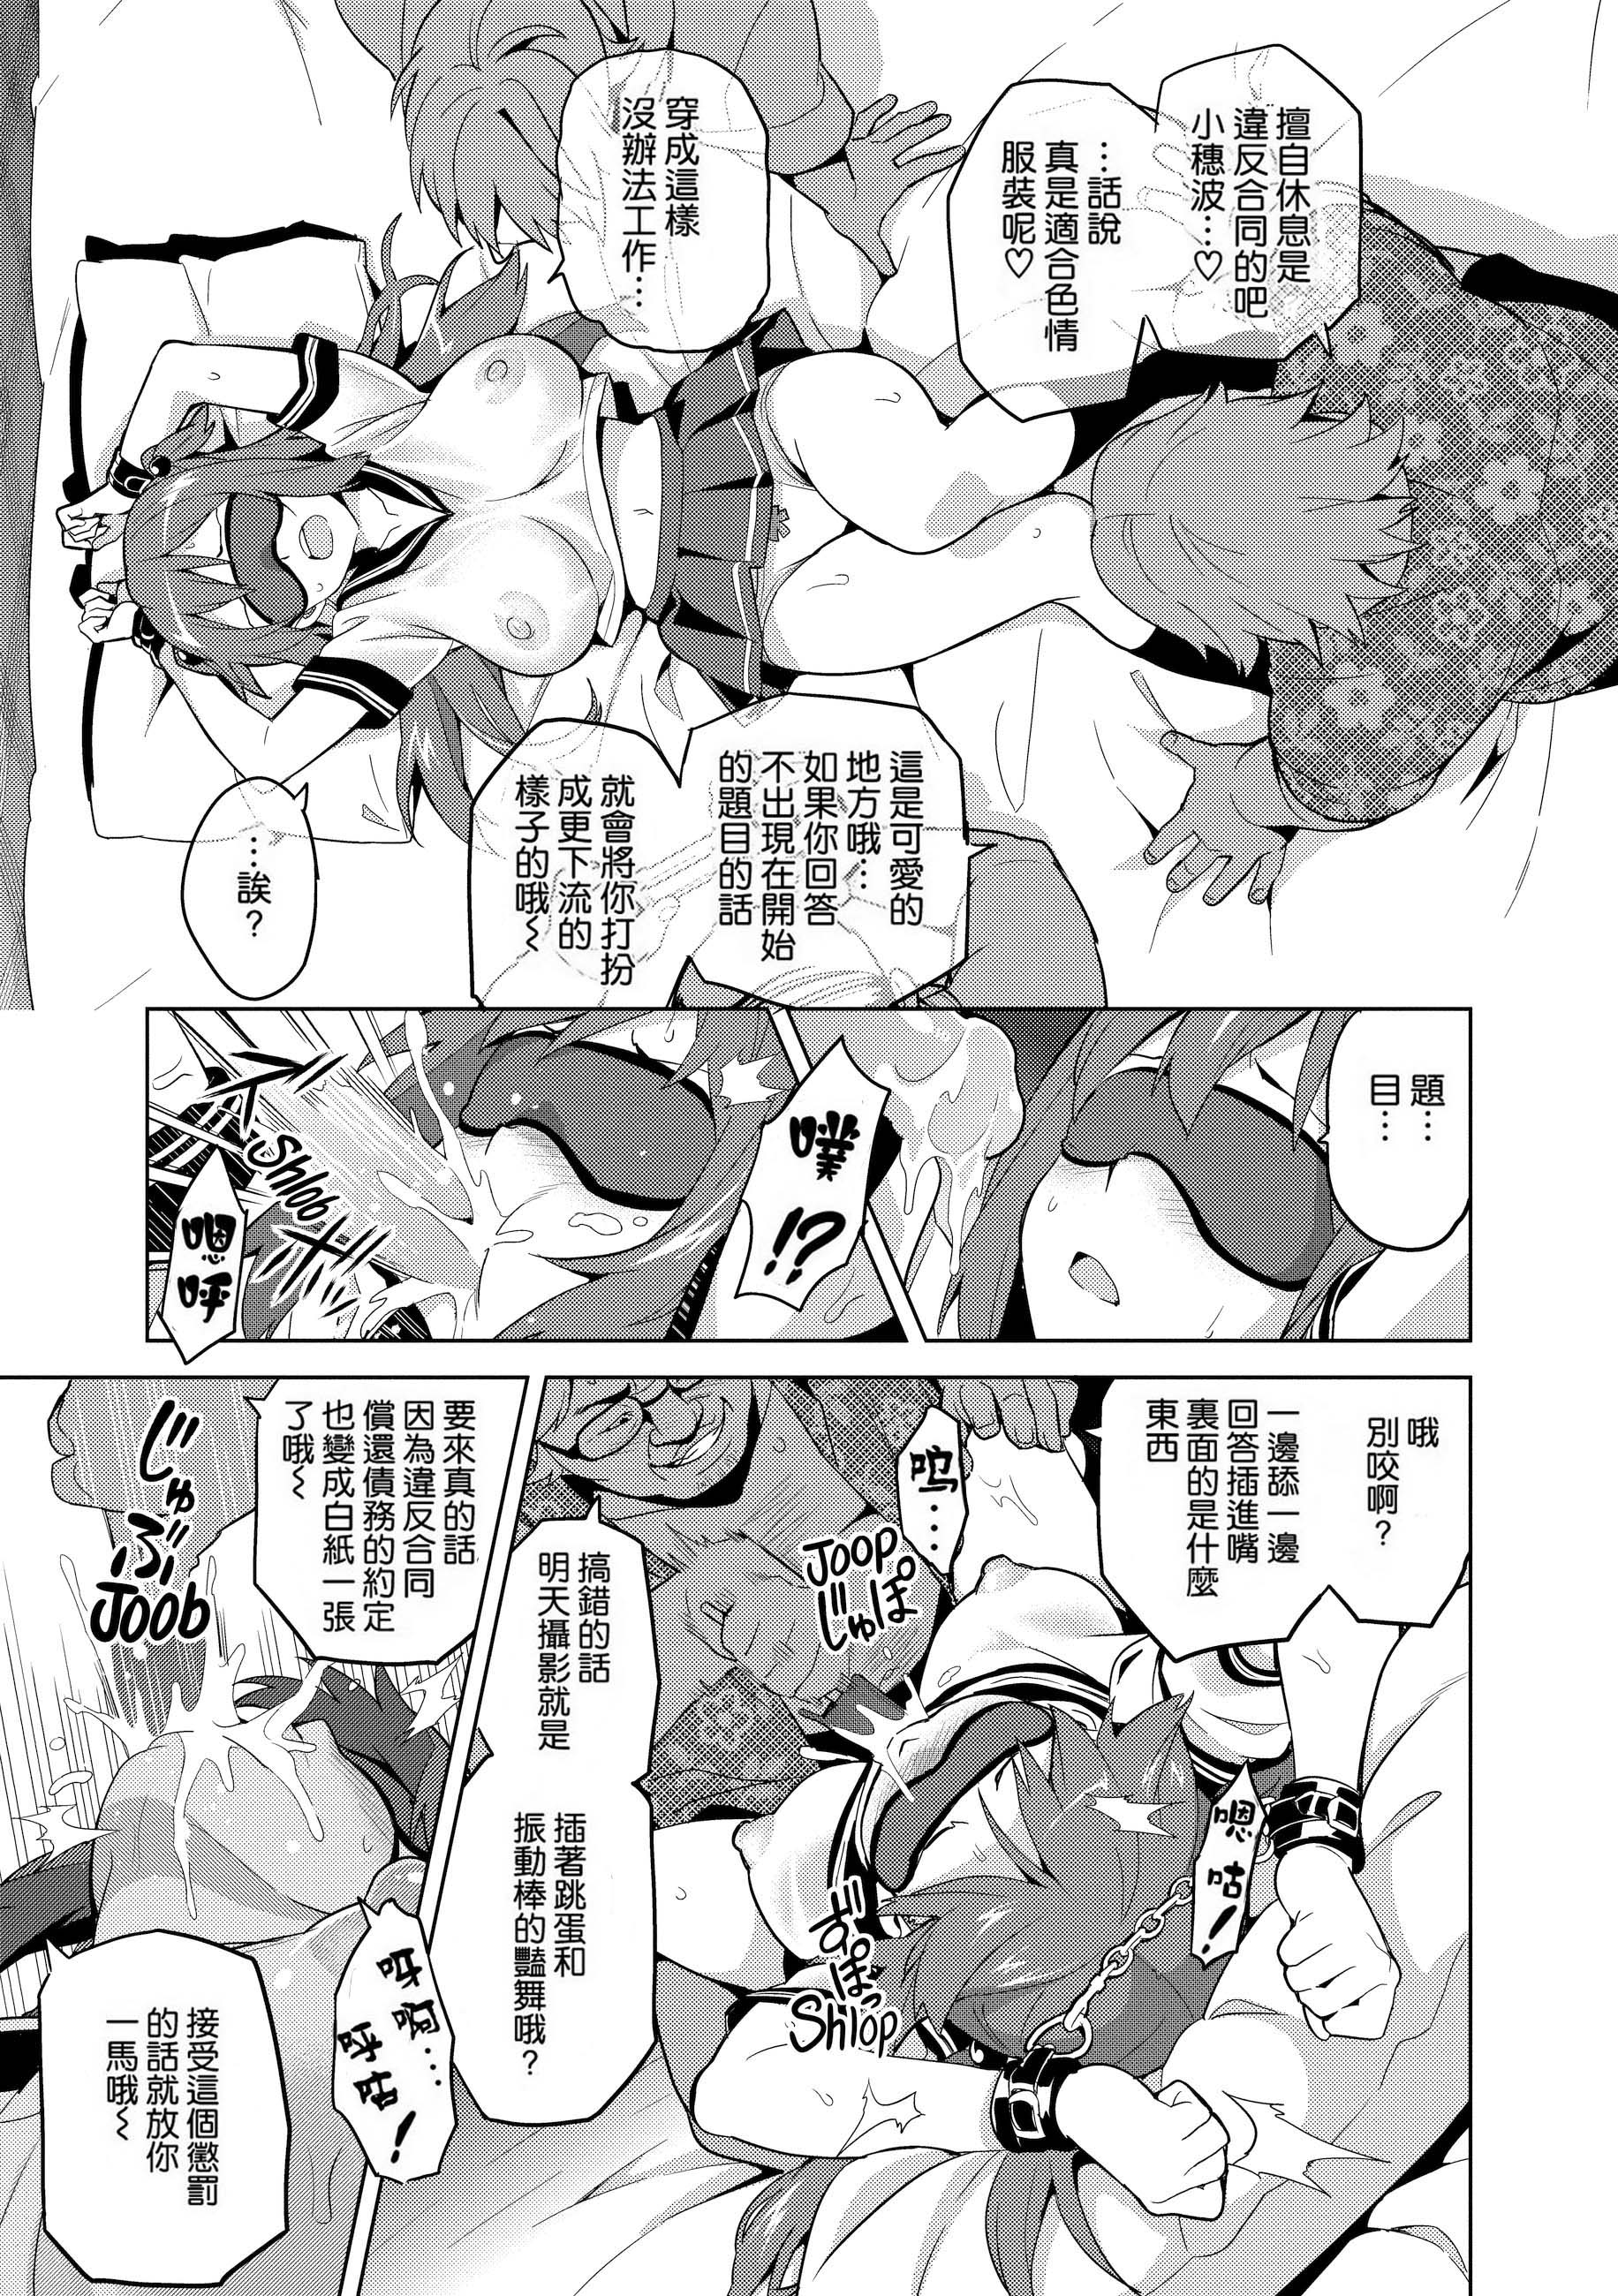 擅自休息是
違反合同的吧
小穗波…♡
…話說
真是適合色情
服裝呢♡
穿成這樣
沒辦法工作…
這是可愛的
地方哦…
如果你回答
不出現在開始
的題目的話
就會將你打扮
成更下流的
樣子的哦～
…誒？
題…
目…
噗!?
Shlob
嗯呼
哦
別咬啊？
一邊舔一邊
回答插進嘴
裏面的是什麼
東西
嗚…
Joop
じゅぽ
嗯咕！
ずぽっ
Shlop
搞錯的話
明天攝影就是
插著跳蛋和
振動棒的豔舞哦？
要來真的話
因為違反合同
償還債務的約定
也變成白紙一張
了哦～
じゅぶ
Joob
接受這個懲罰
的話就放你
一馬哦～